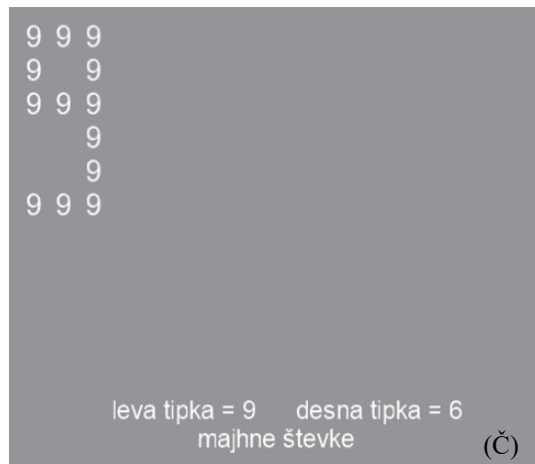 9 9 9
9 9
9 9 9
9
9
9 9 9
leva tipka = 9 desna tipka = 6
majhne števke
(Č)